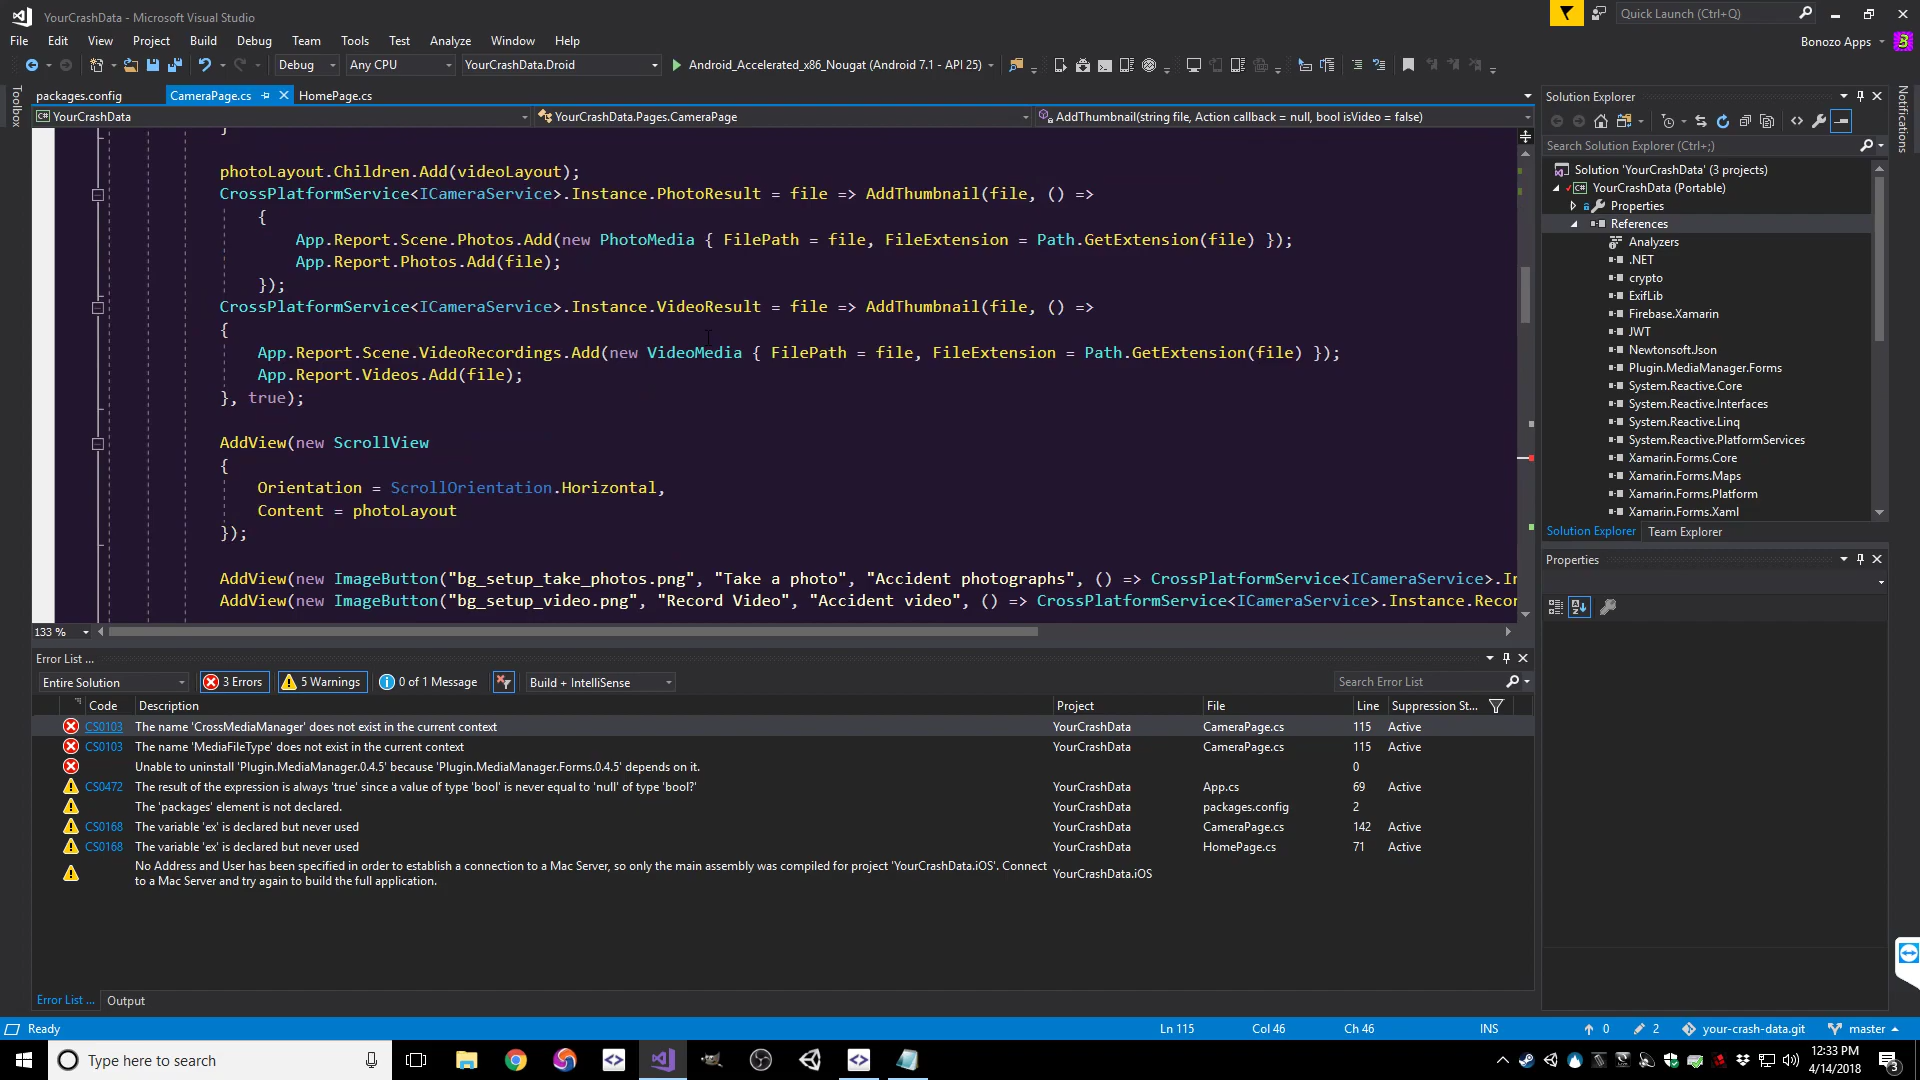 YourCrashData - Microsoft Visual Studio
Quick Launch (Ctrl+Q)
File Edit View Project Build Debug Team Tools Test Analyze Window Help
Bonozo Apps
Debug Any CPU YourCrashData.Droid Android_Accelerated_x86_Nougat (Android 7.1 - API 25)
Toolbox
packages.config CameraPage.cs HomePage.cs
YourCrashData YourCrashData.Pages.CameraPage AddThumbnail(string file, Action callback = null, bool isVideo = false)
}
photoLayout.Children.Add(videoLayout);
CrossPlatformService<ICameraService>.Instance.PhotoResult = file => AddThumbnail(file, () =>
{
App.Report.Scene.Photos.Add(new PhotoMedia { FilePath = file, FileExtension = Path.GetExtension(file) });
App.Report.Photos.Add(file);
});
CrossPlatformService<ICameraService>.Instance.VideoResult = file => AddThumbnail(file, () =>
{
App.Report.Scene.VideoRecordings.Add(new VideoMedia { FilePath = file, FileExtension = Path.GetExtension(file) });
App.Report.Videos.Add(file);
}, true);
AddView(new ScrollView
{
Orientation = ScrollOrientation.Horizontal,
Content = photoLayout
});
AddView(new ImageButton("bg_setup_take_photos.png", "Take a photo", "Accident photographs", () => CrossPlatformService<ICameraService>.In
AddView(new ImageButton("bg_setup_video.png", "Record Video", "Accident video", () => CrossPlatformService<ICameraService>.Instance.Recor
133 %
Error List ...
Entire Solution 3 Errors 5 Warnings 0 of 1 Message Build + IntelliSense Search Error List
Code Description Project File Line Suppression St...
CS0103 The name 'CrossMediaManager' does not exist in the current context YourCrashData CameraPage.cs 115 Active
CS0103 The name 'MediaFileType' does not exist in the current context YourCrashData CameraPage.cs 115 Active
Unable to uninstall 'Plugin.MediaManager.0.4.5' because 'Plugin.MediaManager.Forms.0.4.5' depends on it. 0
CS0472 The result of the expression is always 'true' since a value of type 'bool' is never equal to 'null' of type 'bool?' YourCrashData App.cs 69 Active
The 'packages' element is not declared. YourCrashData packages.config 2
CS0168 The variable 'ex' is declared but never used YourCrashData CameraPage.cs 142 Active
CS0168 The variable 'ex' is declared but never used YourCrashData HomePage.cs 71 Active
No Address and User has been specified in order to establish a connection to a Mac Server, so only the main assembly was compiled for project 'YourCrashData.iOS'. Connect
to a Mac Server and try again to build the full application. YourCrashData.iOS
Error List ... Output
Solution Explorer
Search Solution Explorer (Ctrl+;)
Solution 'YourCrashData' (3 projects)
YourCrashData (Portable)
Properties
References
Analyzers
.NET
crypto
ExifLib
Firebase.Xamarin
JWT
Newtonsoft.Json
Plugin.MediaManager.Forms
System.Reactive.Core
System.Reactive.Interfaces
System.Reactive.Linq
System.Reactive.PlatformServices
Xamarin.Forms.Core
Xamarin.Forms.Maps
Xamarin.Forms.Platform
Xamarin.Forms.Xaml
Solution Explorer Team Explorer
Properties
Notifications
Ready Ln 115 Col 46 Ch 46 INS 0 2 your-crash-data.git master
Type here to search
12:33 PM
4/14/2018
3